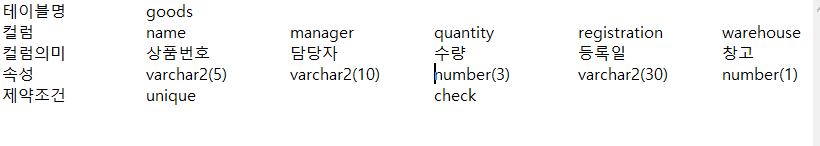 테이블명 goods
컬럼 name manager quantity registration warehouse
컬럼의미 상품번호 담당자 수량 등록일 창고
속성 varchar2(5) varchar2(10) number(3) varchar2(30) number(1)
제약조건 unique check